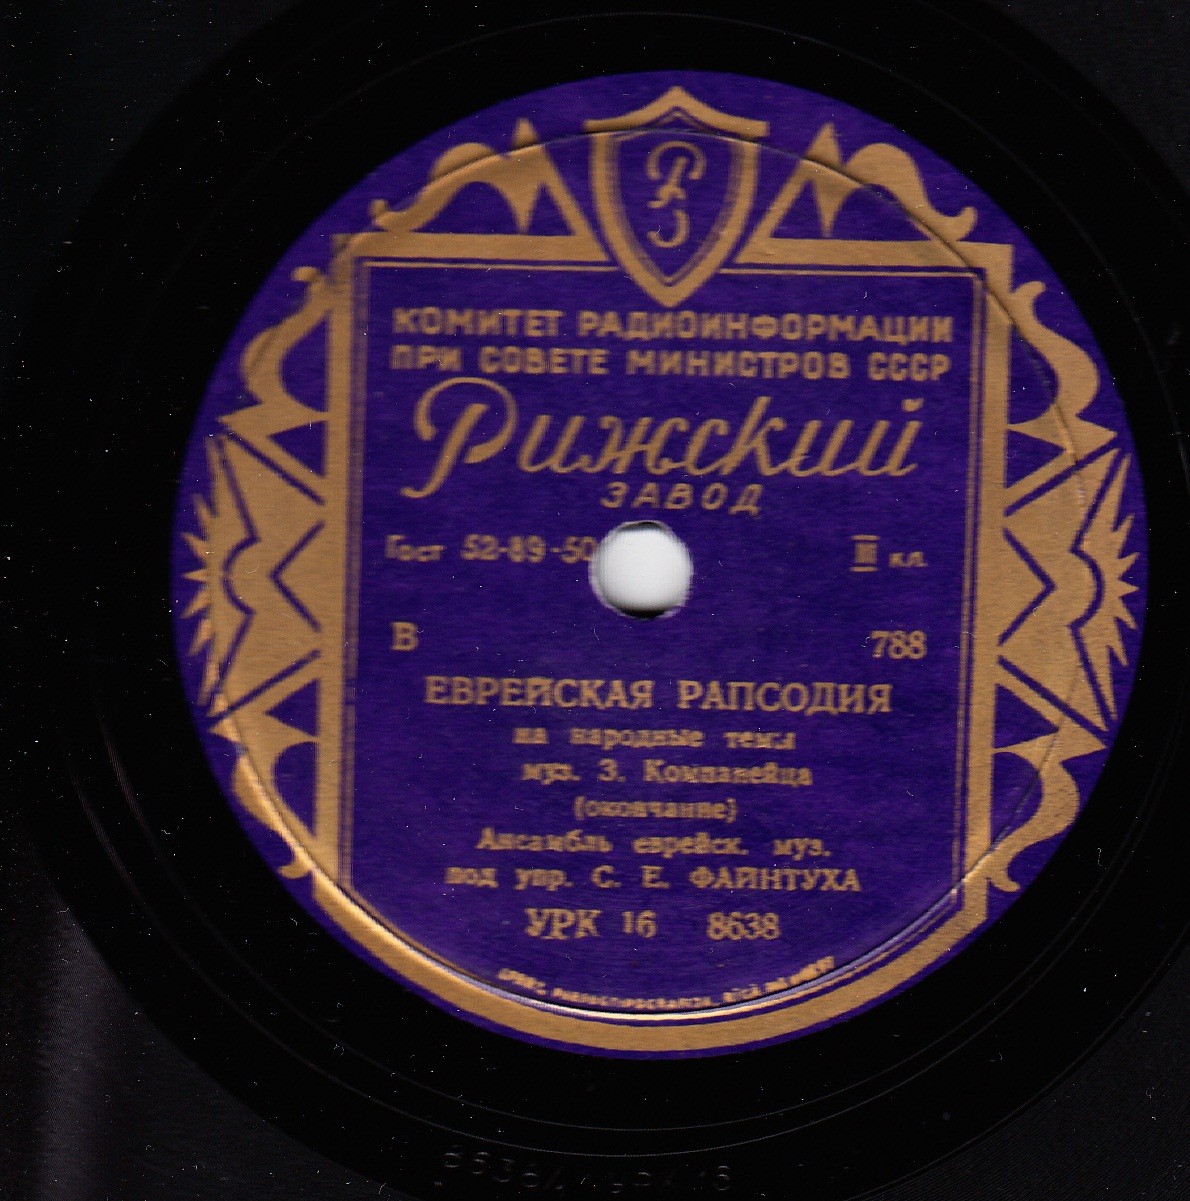 РЗ
КОМИТЕТ РАДИОИНФОРМАЦИИ
ПРИ СОВЕТЕ МИНИСТРОВ СССР
Рижский
ЗАВОД
Гост 52-89-50 III кл.
В 788
ЕВРЕЙСКАЯ РАПСОДИЯ
на народные темы
муз. З. Компанейца
(окончание)
Ансамбль еврейск. муз.
под упр. С. Е. ФАЙНТУХА
УРК 16 8638